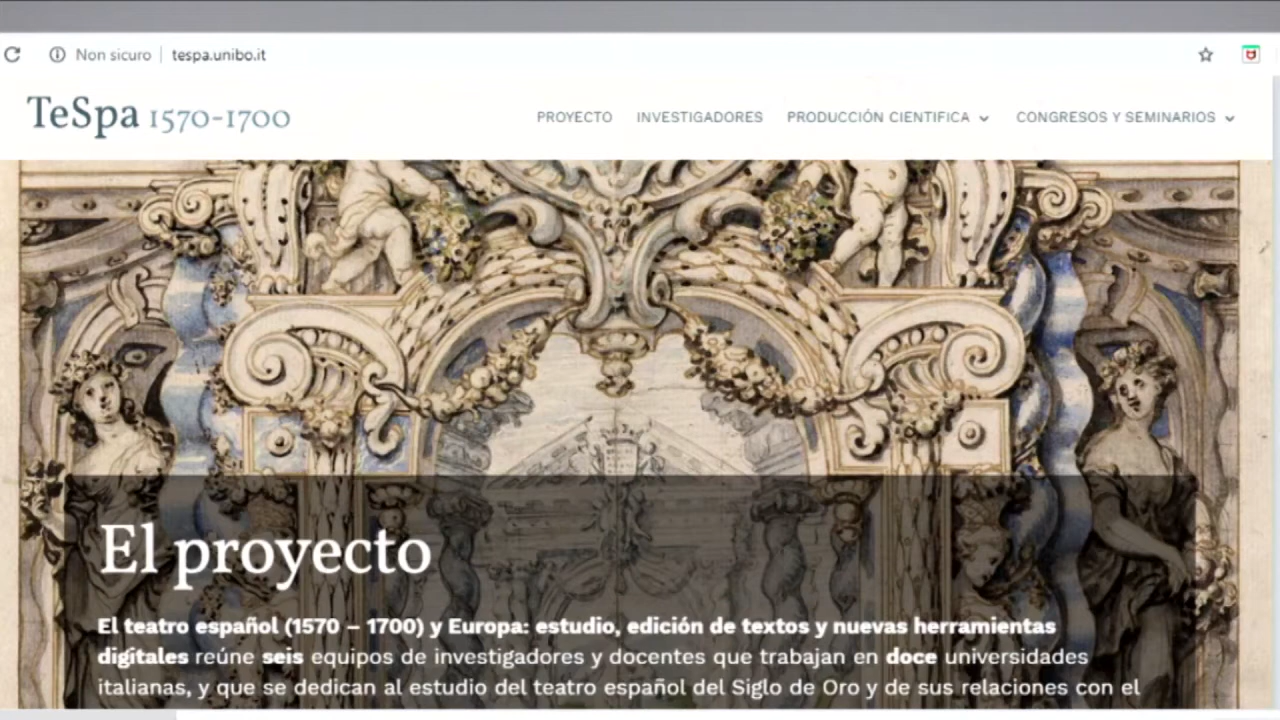 Non sicuro | tespa.unibo.it
TeSpa 1570-1700
PROYECTO INVESTIGADORES PRODUCCIÓN CIENTIFICA CONGRESOS Y SEMINARIOS
El proyecto
El teatro español (1570 – 1700) y Europa: estudio, edición de textos y nuevas herramientas
digitales reúne seis equipos de investigadores y docentes que trabajan en doce universidades
italianas, y que se dedican al estudio del teatro español del Siglo de Oro y de sus relaciones con el